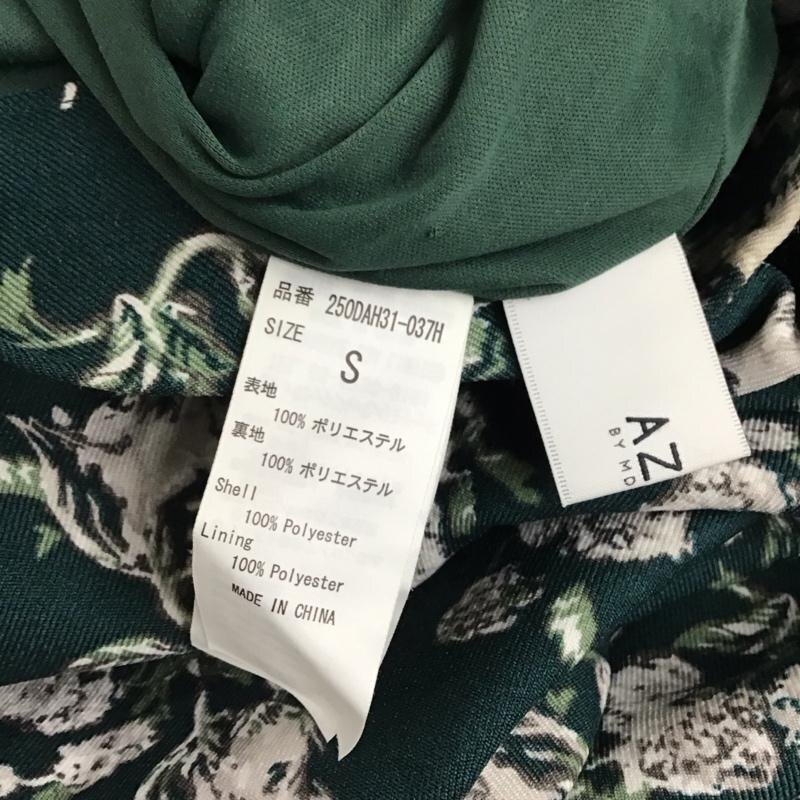 品番 250DAH31-037H
SIZE
S
表地
100% ポリエステル
裏地
100% ポリエステル
Shell
100% Polyester
Lining
100% Polyester
MADE IN CHINA
AZ
BY MD